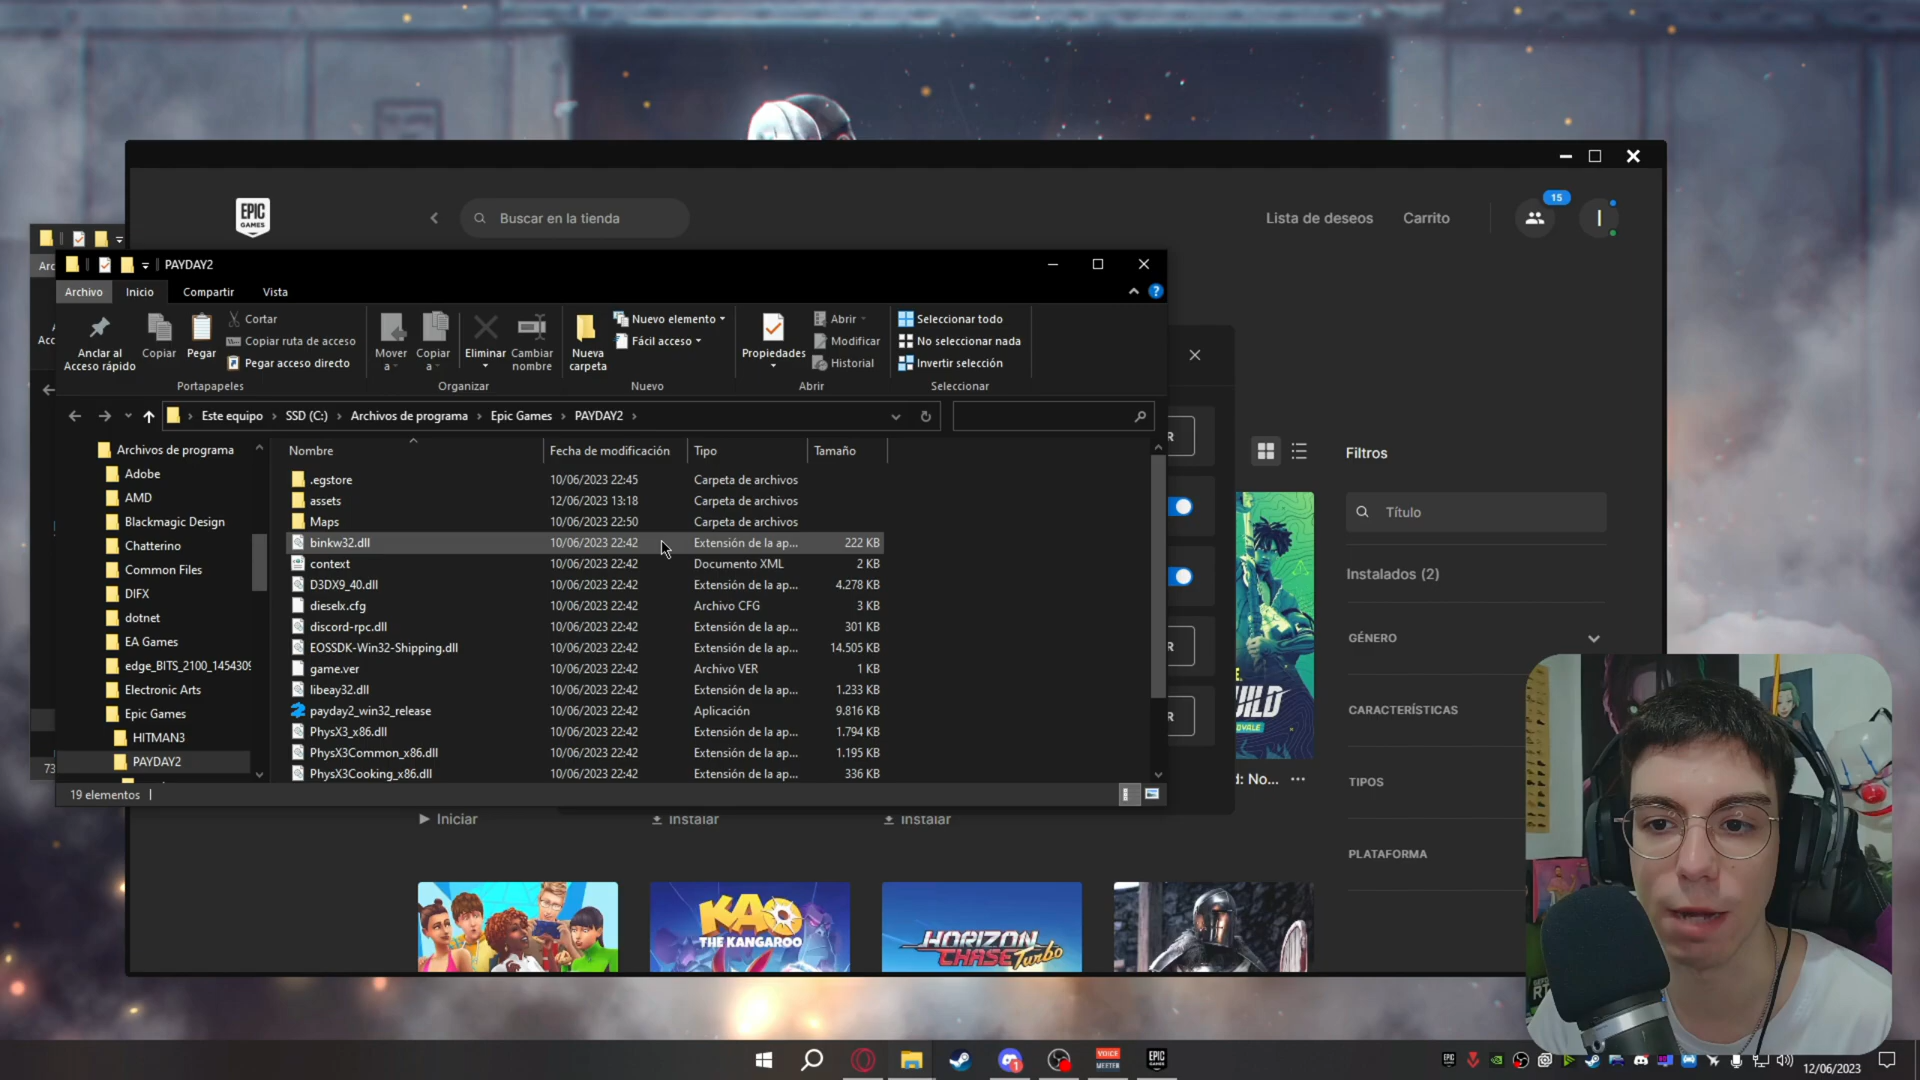 EPIC
GAMES
Buscar en la tienda
Lista de deseos
Carrito
15
PAYDAY2
Archivo
Inicio
Compartir
Vista
Anclar al
Acceso rápido
Copiar
Pegar
Cortar
Copiar ruta de acceso
Pegar acceso directo
Portapapeles
Mover
a
Copiar
a
Eliminar
Cambiar
nombre
Organizar
Nueva
carpeta
Nuevo elemento
Fácil acceso
Nuevo
Propiedades
Abrir
Modificar
Historial
Abrir
Seleccionar todo
No seleccionar nada
Invertir selección
Seleccionar
Este equipo > SSD (C:) > Archivos de programa > Epic Games > PAYDAY2 >
Archivos de programa
Adobe
AMD
Blackmagic Design
Chatterino
Common Files
DIFX
dotnet
EA Games
edge_BITS_2100_1454309
Electronic Arts
Epic Games
HITMAN3
PAYDAY2
Nombre Fecha de modificación Tipo Tamaño
.egstore 10/06/2023 22:45 Carpeta de archivos
assets 12/06/2023 13:18 Carpeta de archivos
Maps 10/06/2023 22:50 Carpeta de archivos
binkw32.dll 10/06/2023 22:42 Extensión de la ap... 222 KB
context 10/06/2023 22:42 Documento XML 2 KB
D3DX9_40.dll 10/06/2023 22:42 Extensión de la ap... 4.278 KB
dieselx.cfg 10/06/2023 22:42 Archivo CFG 3 KB
discord-rpc.dll 10/06/2023 22:42 Extensión de la ap... 301 KB
EOSSDK-Win32-Shipping.dll 10/06/2023 22:42 Extensión de la ap... 14.505 KB
game.ver 10/06/2023 22:42 Archivo VER 1 KB
libeay32.dll 10/06/2023 22:42 Extensión de la ap... 1.233 KB
payday2_win32_release 10/06/2023 22:42 Aplicación 9.816 KB
PhysX3_x86.dll 10/06/2023 22:42 Extensión de la ap... 1.794 KB
PhysX3Common_x86.dll 10/06/2023 22:42 Extensión de la ap... 1.195 KB
PhysX3Cooking_x86.dll 10/06/2023 22:42 Extensión de la ap... 336 KB
19 elementos
73
Filtros
Título
Instalados (2)
GÉNERO
CARACTERÍSTICAS
TIPOS
PLATAFORMA
d: No...
Iniciar
Instalar
Instalar
KAO
THE KANGAROO
HORIZON
CHASE Turbo
VOICE
MEETER
EPIC
GAMES
12/06/2023